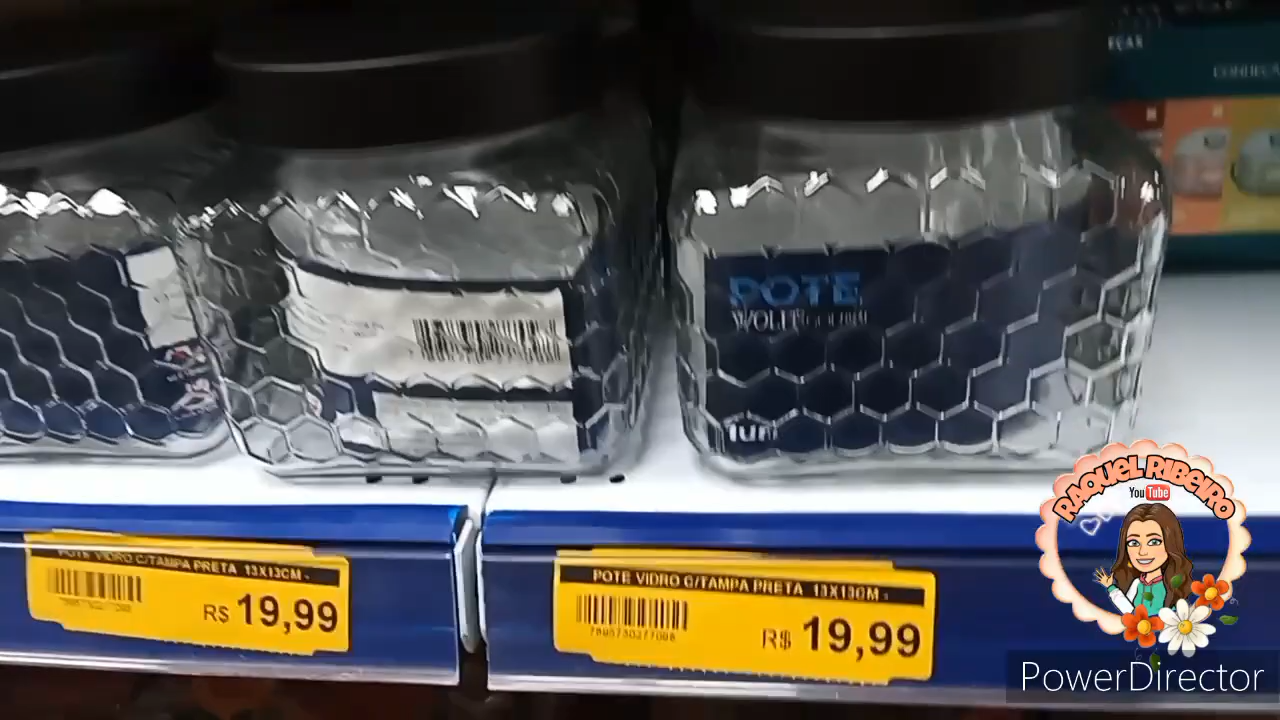 POTE
WOLFF
fun
POTE VIDRO C/TAMPA PRETA 13X13CM -
R$ 19,99
POTE VIDRO C/TAMPA PRETA 13X13CM -
R$ 19,99
RAQUEL RIBEIRO
YouTube
PowerDirector